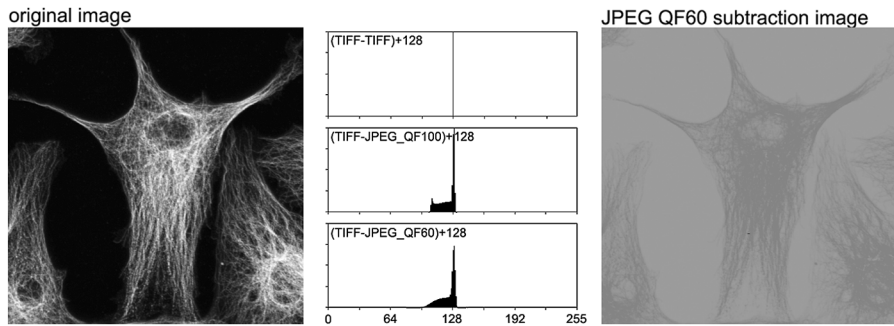 original image
JPEG QF60 subtraction image
(TIFF-TIFF)+128
(TIFF-JPEG_QF100)+128
(TIFF-JPEG_QF60)+128
0 64 128 192 255